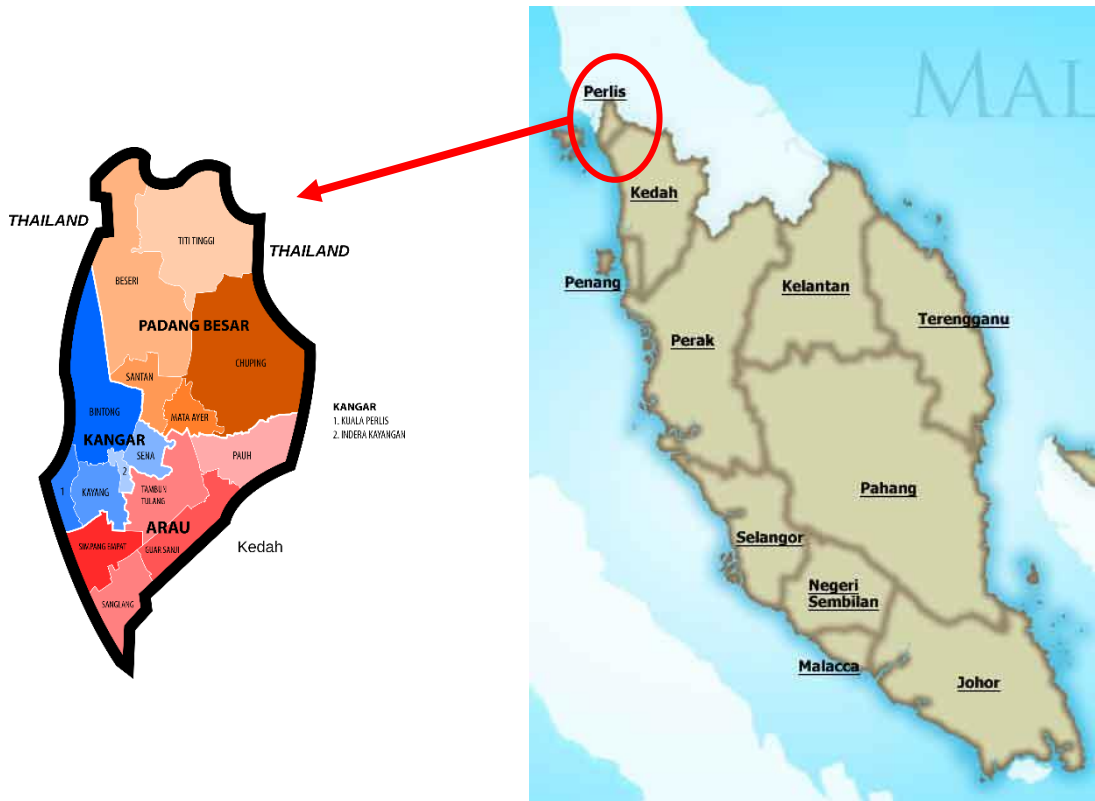 THAILAND
THAILAND
TITI TINGGI
BESERI
PADANG BESAR
CHUPING
SANTAN
MATA AYER
BINTONG
KANGAR
SENA
PAUH
2
1
KAYANG
TAMBUN
TULANG
ARAU
SIMPANG EMPAT
GUAR SANJI
SANGLANG
Kedah
KANGAR
1. KUALA PERLIS
2. INDERA KAYANGAN
MAL
Perlis
Kedah
Penang
Kelantan
Terengganu
Perak
Pahang
Selangor
Negeri
Sembilan
Malacca
Johor